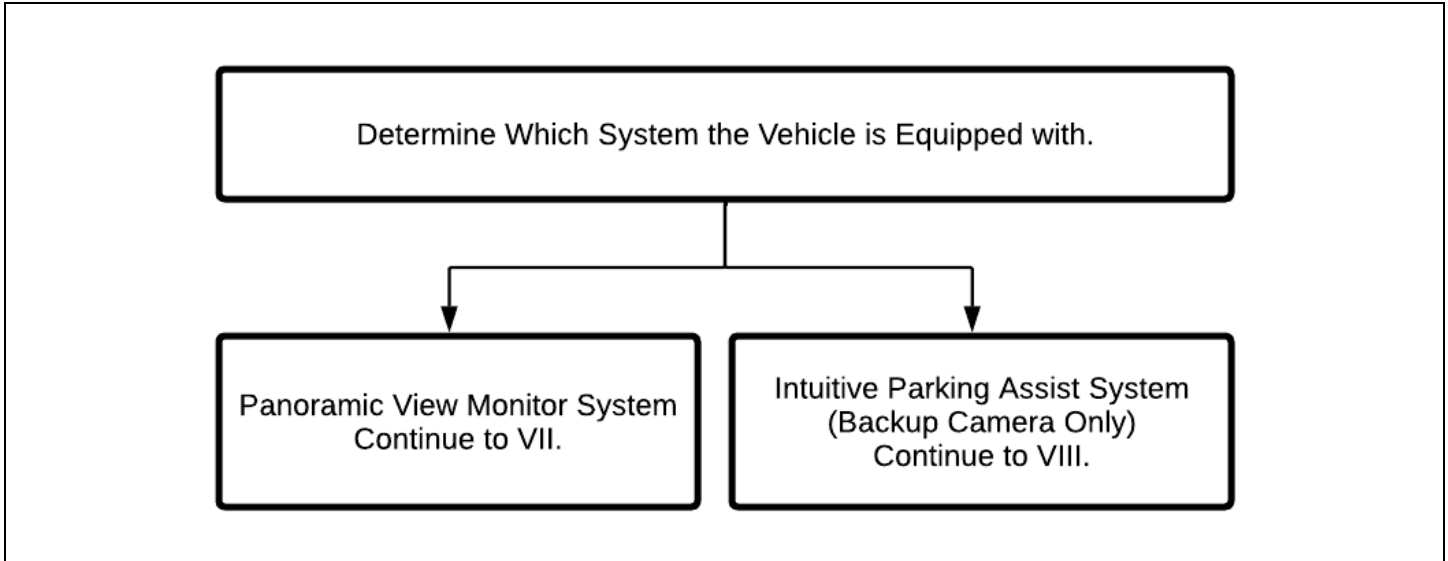 Determine Which System the Vehicle is Equipped with.
Panoramic View Monitor System
Continue to VII.
Intuitive Parking Assist System
(Backup Camera Only)
Continue to VIII.